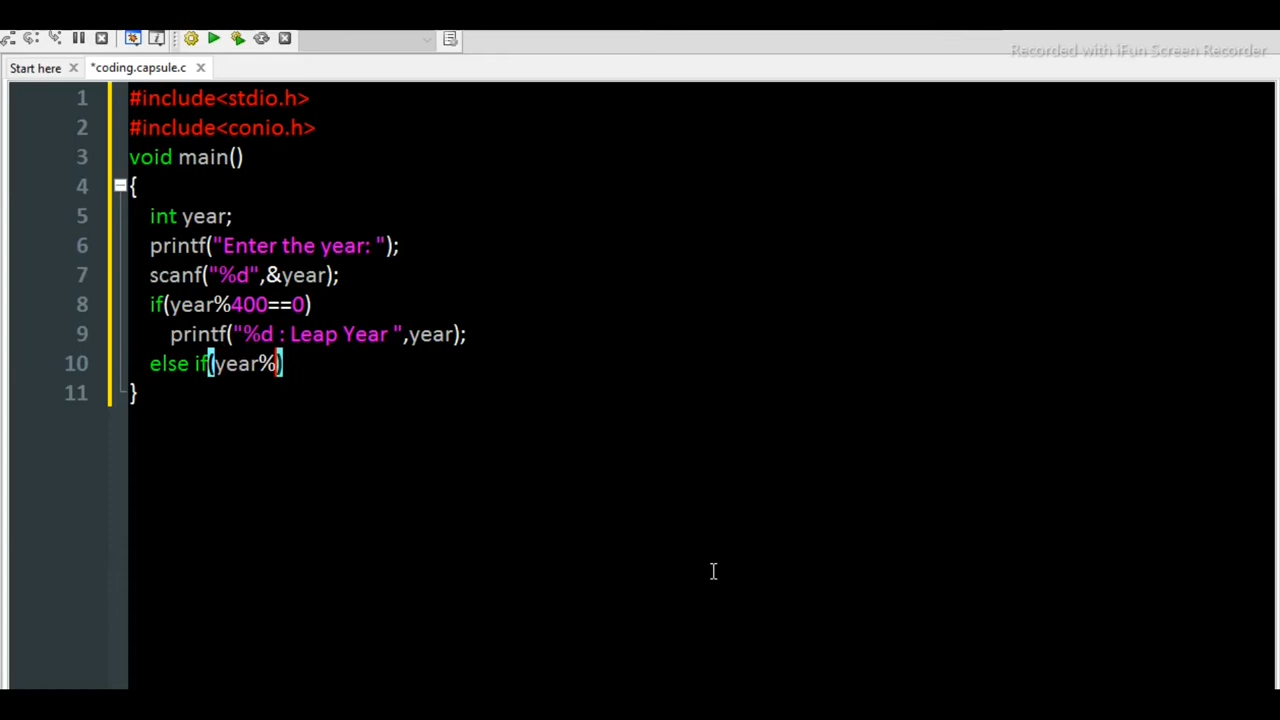 Recorded with iFun Screen Recorder
Start here
*coding.capsule.c
1 #include<stdio.h>
2 #include<conio.h>
3 void main()
4 {
5 int year;
6 printf("Enter the year: ");
7 scanf("%d",&year);
8 if(year%400==0)
9 printf("%d : Leap Year ",year);
10 else if(year%)
11 }